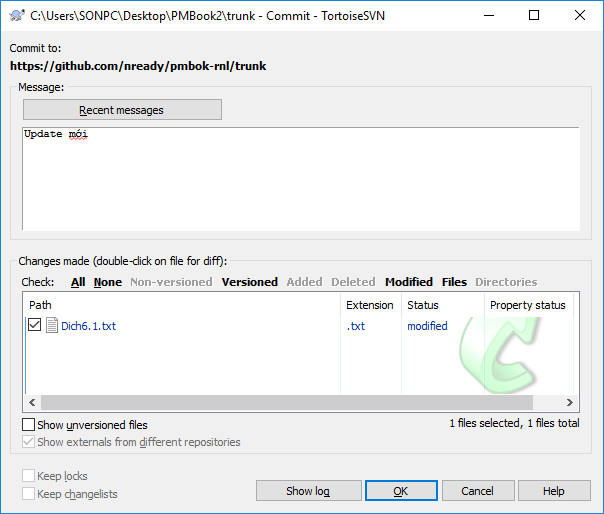 C:\Users\SONPC\Desktop\PMBook2\trunk - Commit - TortoiseSVN
Commit to:
https://github.com/nready/pmbok-rnl/trunk
Message:
Recent messages
Update mói
Changes made (double-click on file for diff):
Check: All None Non-versioned Versioned Added Deleted Modified Files Directories
Path Extension Status Property status
Dich6.1.txt .txt modified
Show unversioned files
1 files selected, 1 files total
Show externals from different repositories
Keep locks
Keep changelists
Show log OK Cancel Help